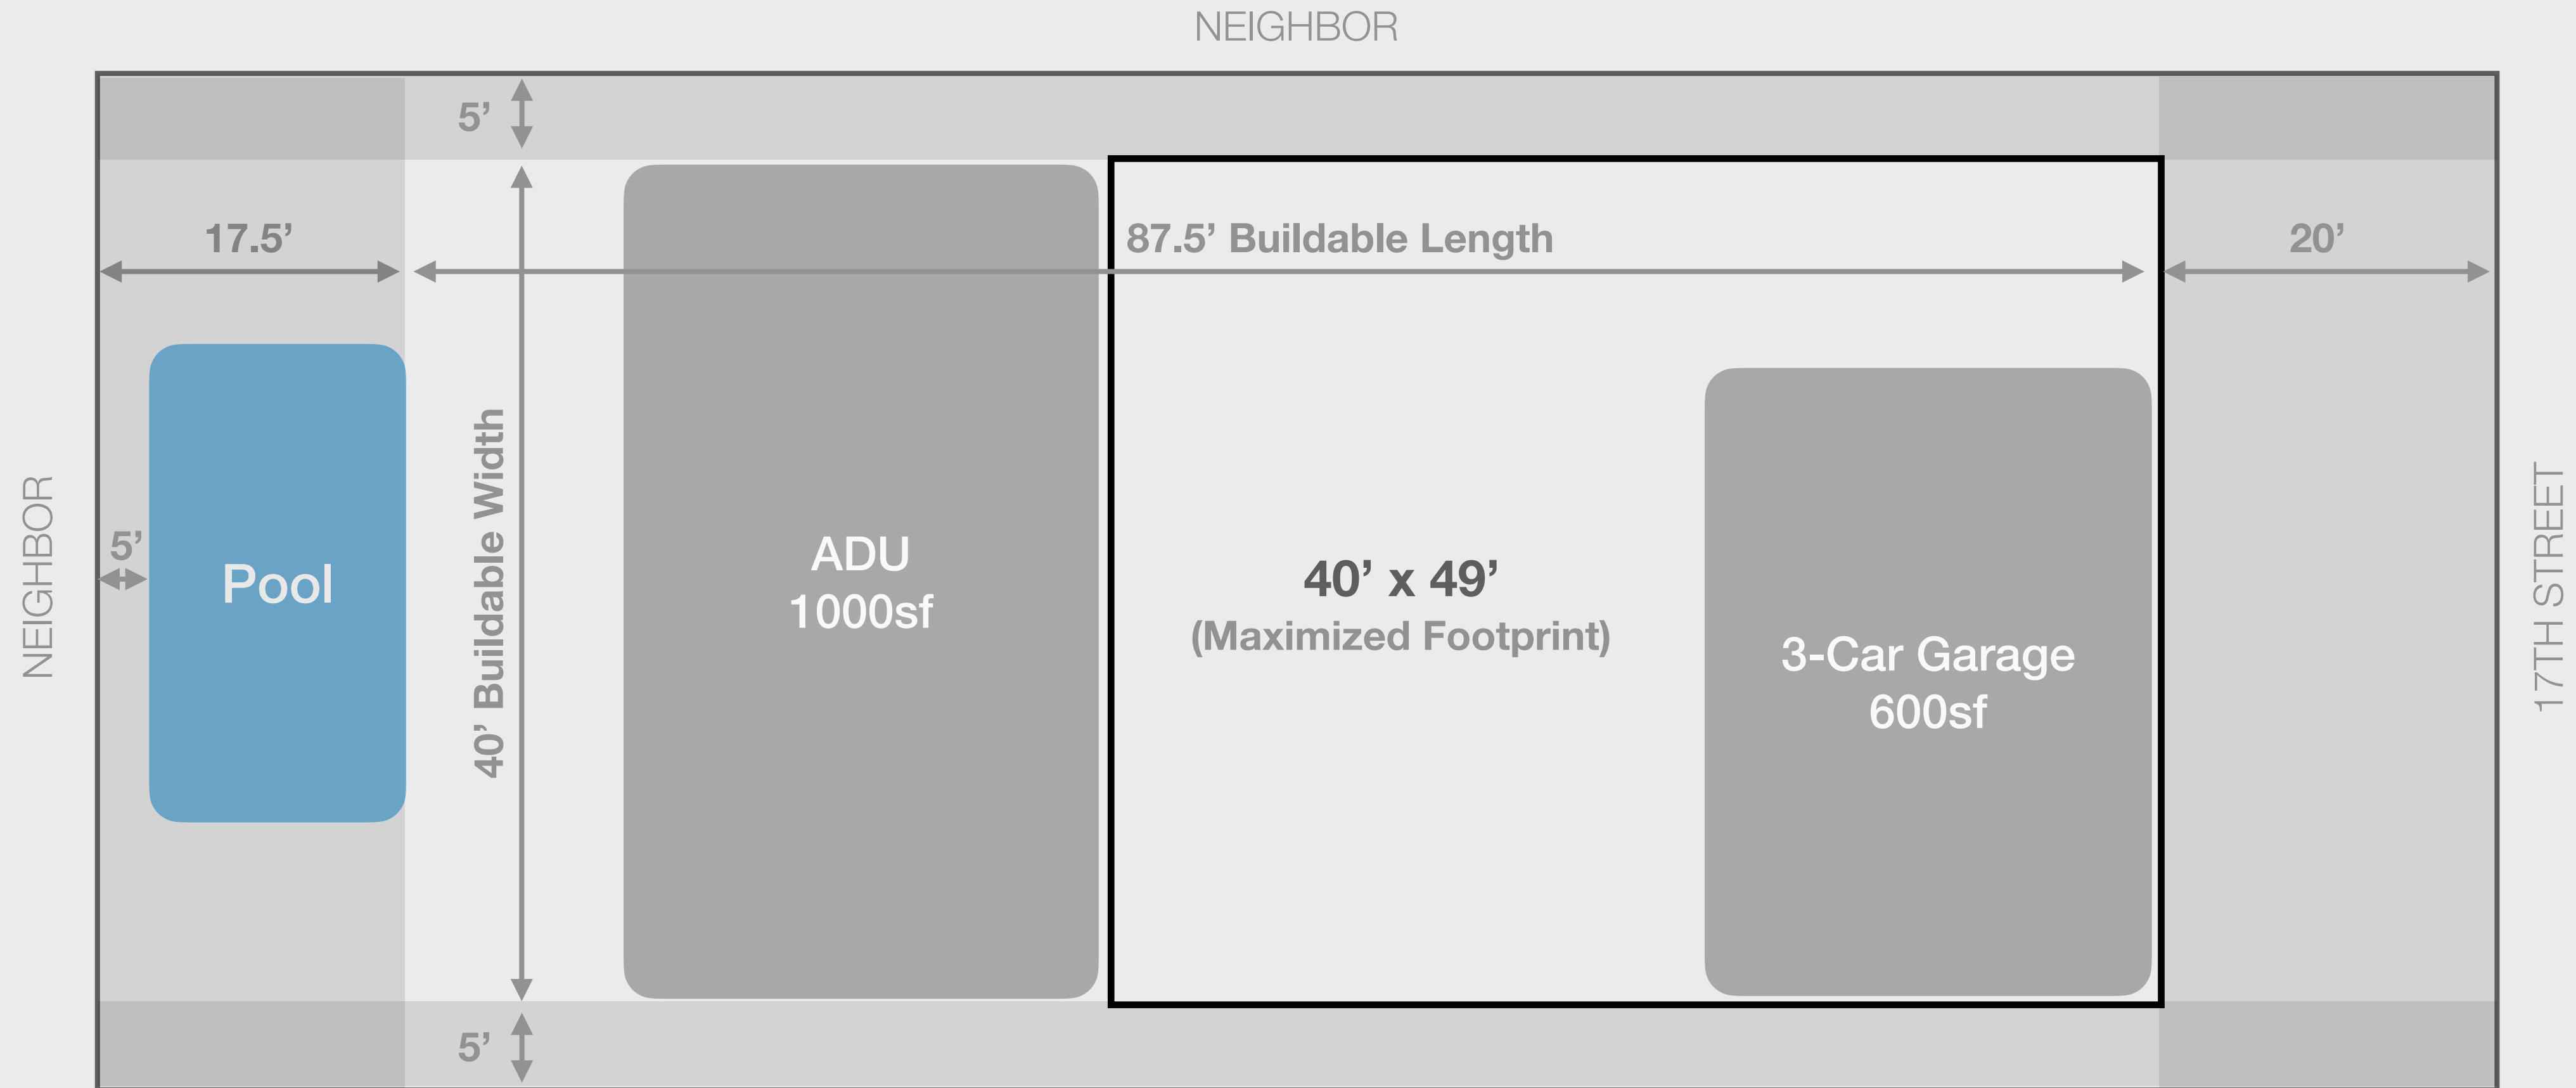 NEIGHBOR
5’
17.5’
87.5’ Buildable Length
20’
NEIGHBOR
5’
Pool
40’ Buildable Width
ADU
1000sf
40’ x 49’
(Maximized Footprint)
3-Car Garage
600sf
17TH STREET
5’